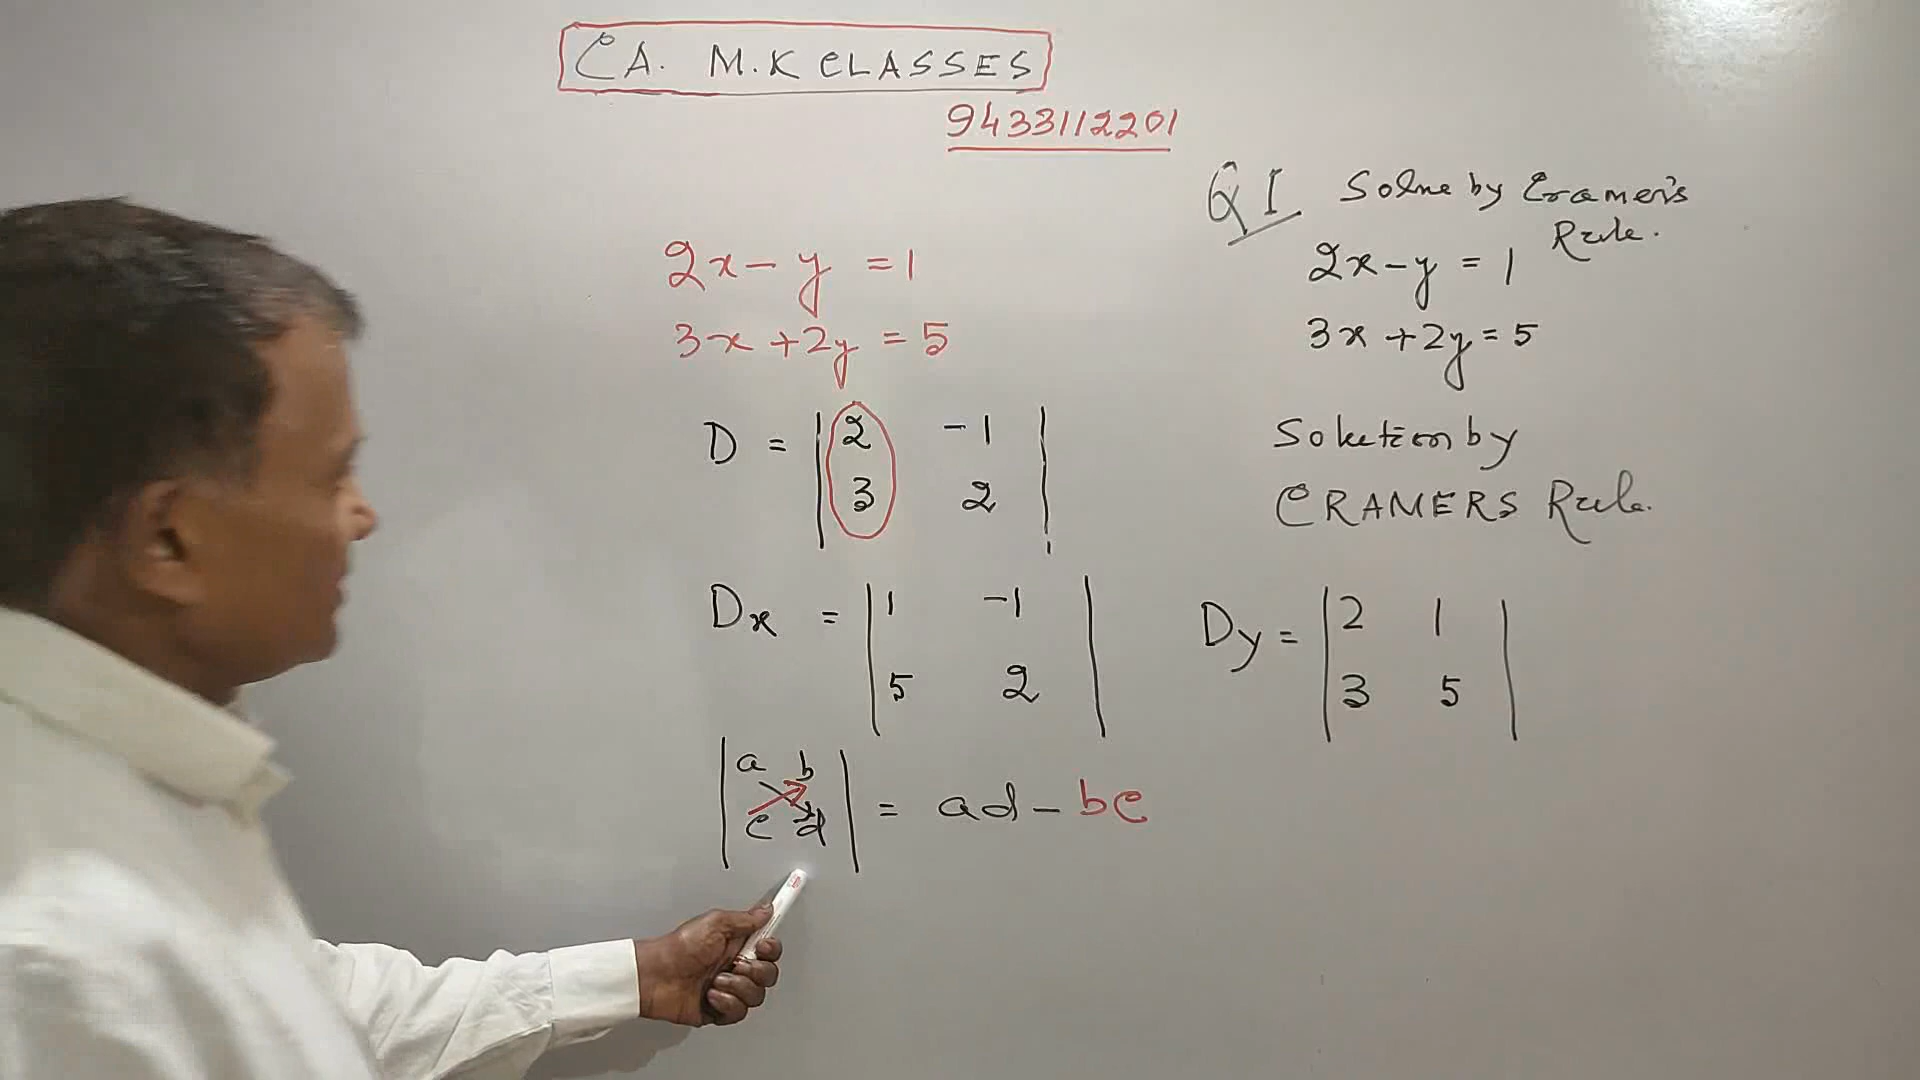 CA. M.K CLASSES
9433112201
Q1 Solve by Cramer's
Rule.
2x - y = 1
3x + 2y = 5
2x - y = 1
3x + 2y = 5
D = | 2 -1 |
| 3 2 |
Solution by
CRAMERS Rule.
Dx = | 1 -1 |
| 5 2 |
Dy = | 2 1 |
| 3 5 |
| a b |
| c d | = ad - bc